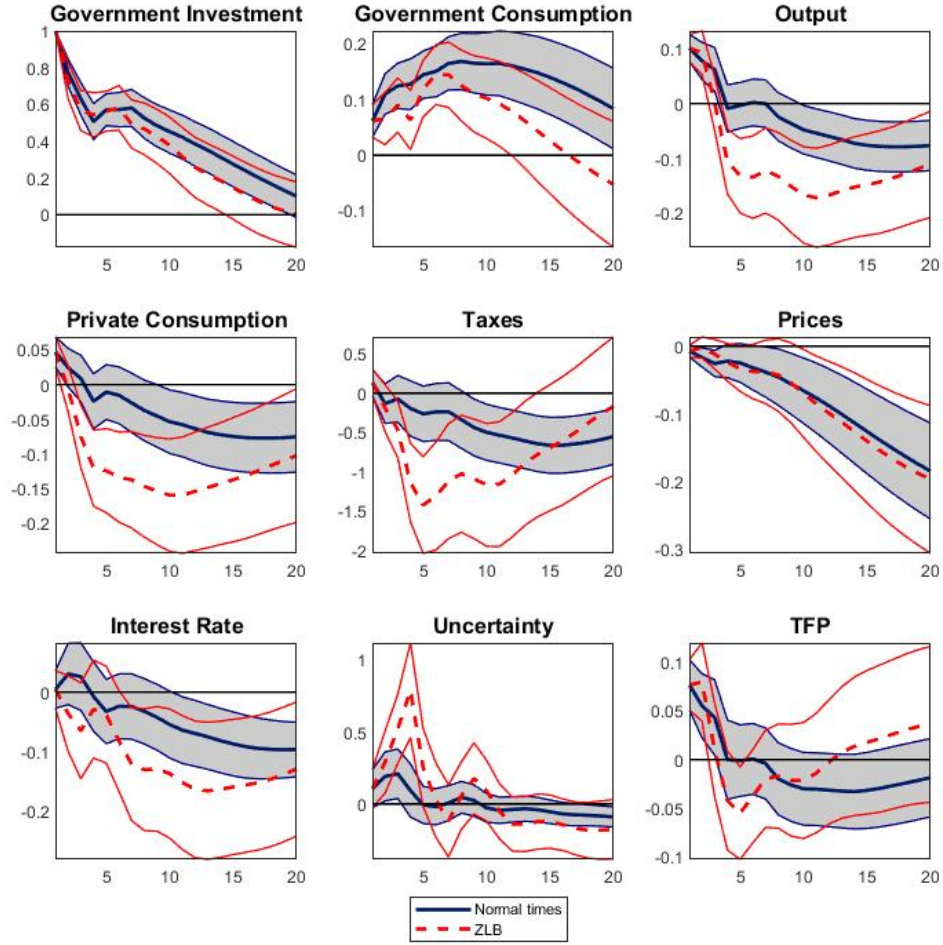 Government Investment
1
0.8
0.6
0.4
0.2
0
5 10 15 20
Government Consumption
0.2
0.1
0
-0.1
5 10 15 20
Output
0.1
0
-0.1
-0.2
5 10 15 20
Private Consumption
0.05
0
-0.05
-0.1
-0.15
-0.2
5 10 15 20
Taxes
0.5
0
-0.5
-1
-1.5
-2
5 10 15 20
Prices
0
-0.1
-0.2
-0.3
5 10 15 20
Interest Rate
0
-0.1
-0.2
5 10 15 20
Uncertainty
1
0.5
0
5 10 15 20
TFP
0.1
0.05
0
-0.05
-0.1
5 10 15 20
Normal times
ZLB